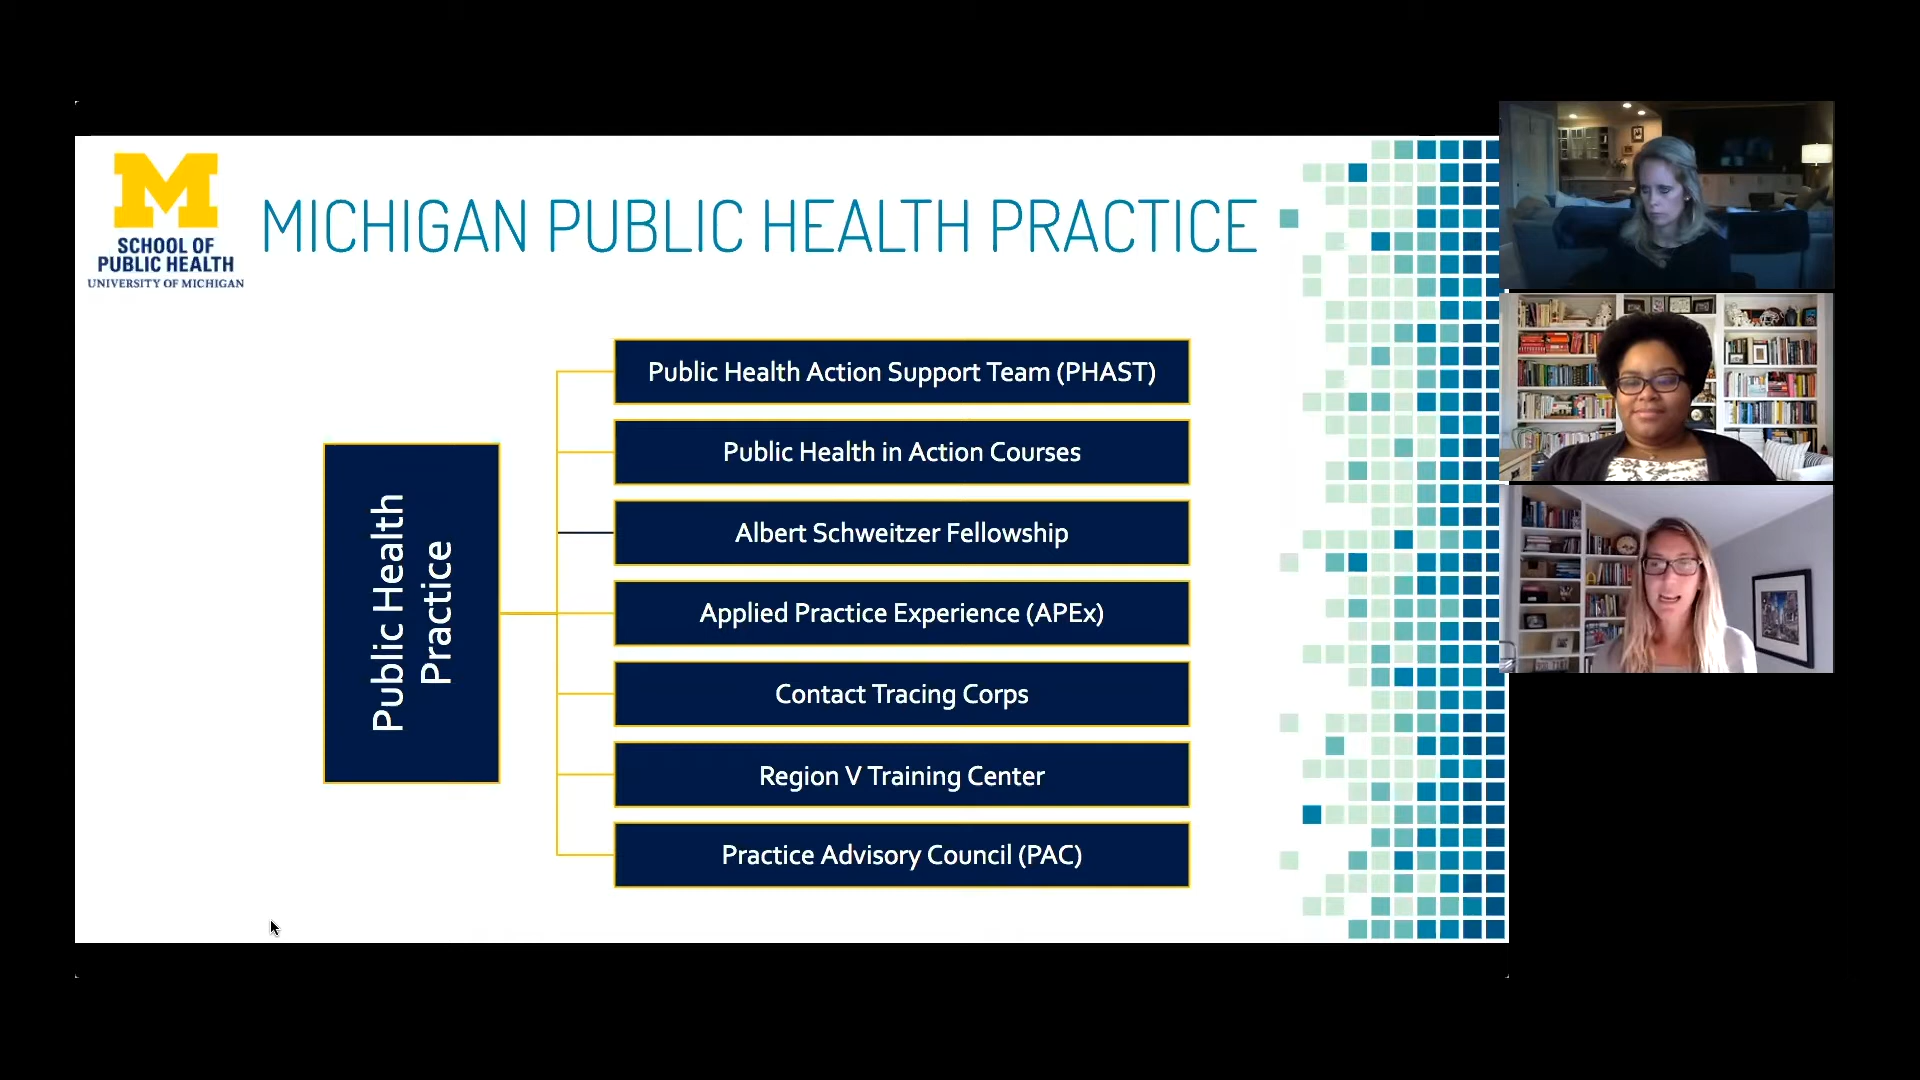 M
SCHOOL OF
PUBLIC HEALTH
UNIVERSITY OF MICHIGAN
MICHIGAN PUBLIC HEALTH PRACTICE
Public Health
Practice
Public Health Action Support Team (PHAST)
Public Health in Action Courses
Albert Schweitzer Fellowship
Applied Practice Experience (APEx)
Contact Tracing Corps
Region V Training Center
Practice Advisory Council (PAC)